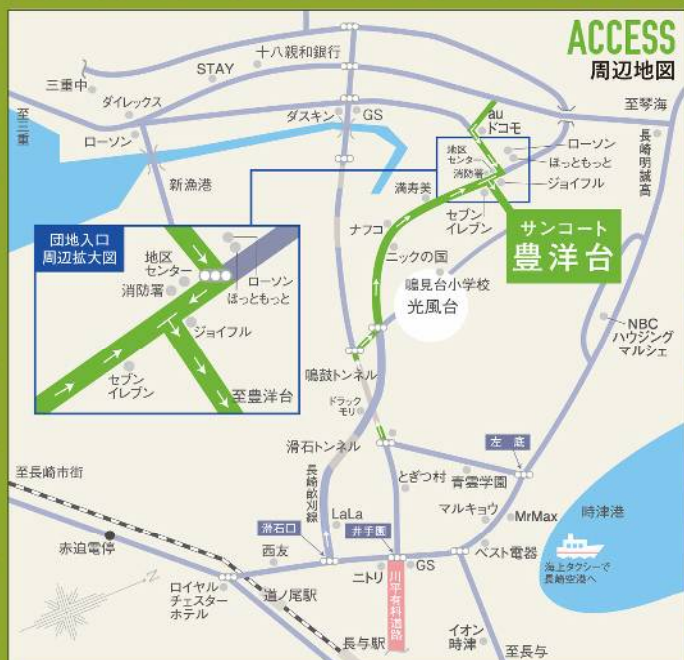 ACCESS
周辺地図
十八親和銀行
STAY
三重中
ダイレックス
至三重
ローソン
ダスキン
GS
au
ドコモ
至琴海
長崎明誠高
新漁港
地区
センター
消防署
ローソン
ほっともっと
ジョイフル
満寿美
セブン
イレブン
ナフコ
サンコート
豊洋台
団地入口
周辺拡大図
地区
センター
消防署
ローソン
ほっともっと
ジョイフル
セブン
イレブン
至豊洋台
ニックの国
鳴見台小学校
光風台
NBC
ハウジング
マルシェ
鳴鼓トンネル
ドラック
モリ
滑石トンネル
左底
至長崎市街
長崎畝刈線
とぎつ村
青雲学園
時津港
LaLa
マルキョウ
MrMax
滑石口
井手園
赤迫電停
西友
ベスト電器
海上タクシーで
長崎空港へ
ニトリ
GS
ロイヤル
チェスター
ホテル
道ノ尾駅
川平有料道路
N
長与駅
イオン
時津
至長与